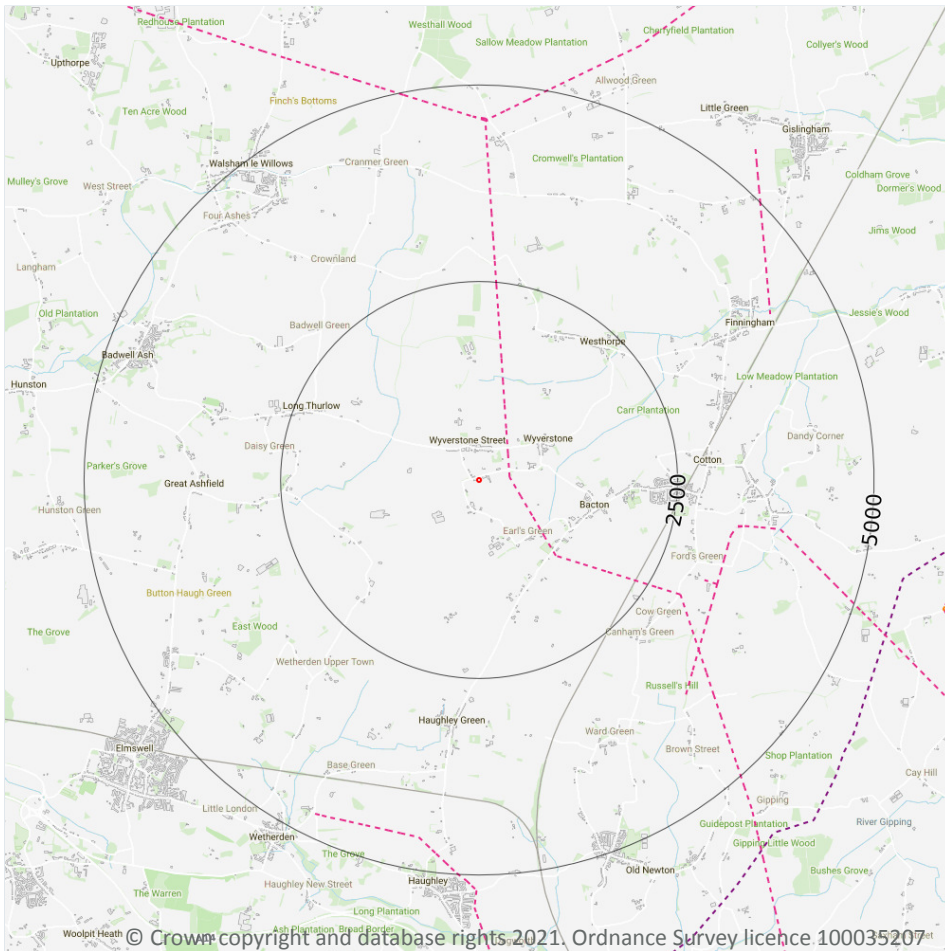 Redhouse Plantation
Westhall Wood
Cherryfield Plantation
Sallow Meadow Plantation
Collyer's Wood
Upthorpe
Allwood Green
Finch's Bottoms
Ten Acre Wood
Little Green
Gislingham
Walsham le Willows
Cranmer Green
Cromwell's Plantation
Coldham Grove
Mulley's Grove
West Street
Dormer's Wood
Four Ashes
Jims Wood
Crownland
Langham
Old Plantation
Jessie's Wood
Badwell Green
Finningham
Westhorpe
Badwell Ash
Hunston
Low Meadow Plantation
Long Thurlow
Carr Plantation
Daisy Green
Wyverstone Street
Wyverstone
Dandy Corner
Parker's Grove
Cotton
Great Ashfield
2500
5000
Hunston Green
Bacton
Earl's Green
Ford's Green
Button Haugh Green
Cow Green
The Grove
East Wood
Canham's Green
Wetherden Upper Town
Russell's Hill
Haughley Green
Ward Green
Elmswell
Brown Street
Shop Plantation
Base Green
Cay Hill
Little London
Gipping
Wetherden
Guidepost Plantation
River Gipping
Gipping Little Wood
The Grove
Old Newton
Bushes Grove
Haughley New Street
Haughley
The Warren
Long Plantation
Ash Plantation
Broad Border
Woolpit Heath
© Crown copyright and database rights 2021. Ordnance Survey licence 100035207